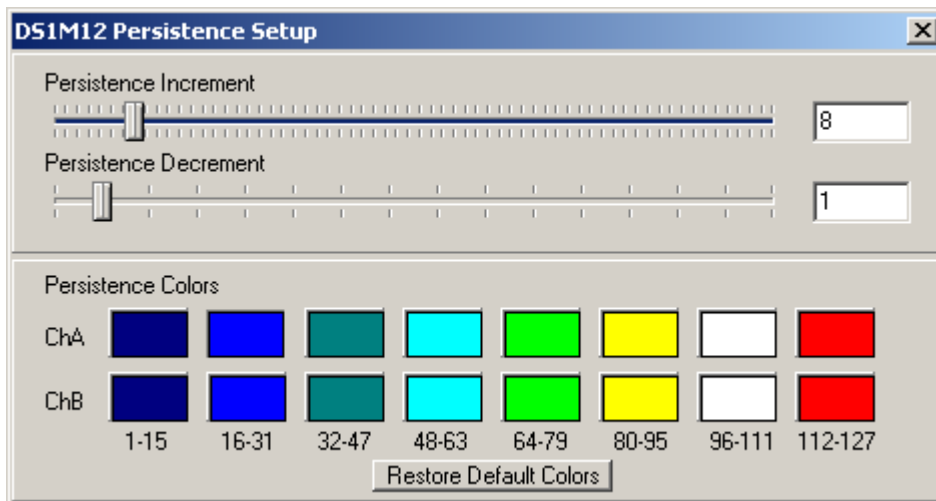 DS1M12 Persistence Setup
Persistence Increment
8
Persistence Decrement
1
Persistence Colors
ChA
ChB
1-15 16-31 32-47 48-63 64-79 80-95 96-111 112-127
Restore Default Colors